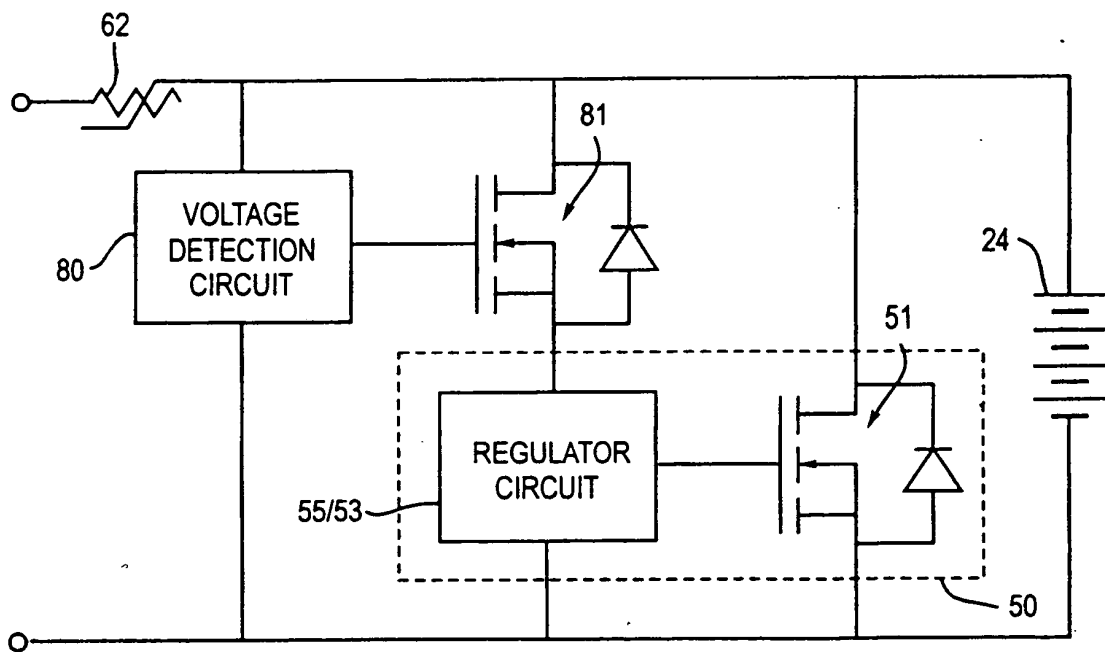 62
81
VOLTAGE
DETECTION
CIRCUIT
80
24
51
REGULATOR
CIRCUIT
55/53
50